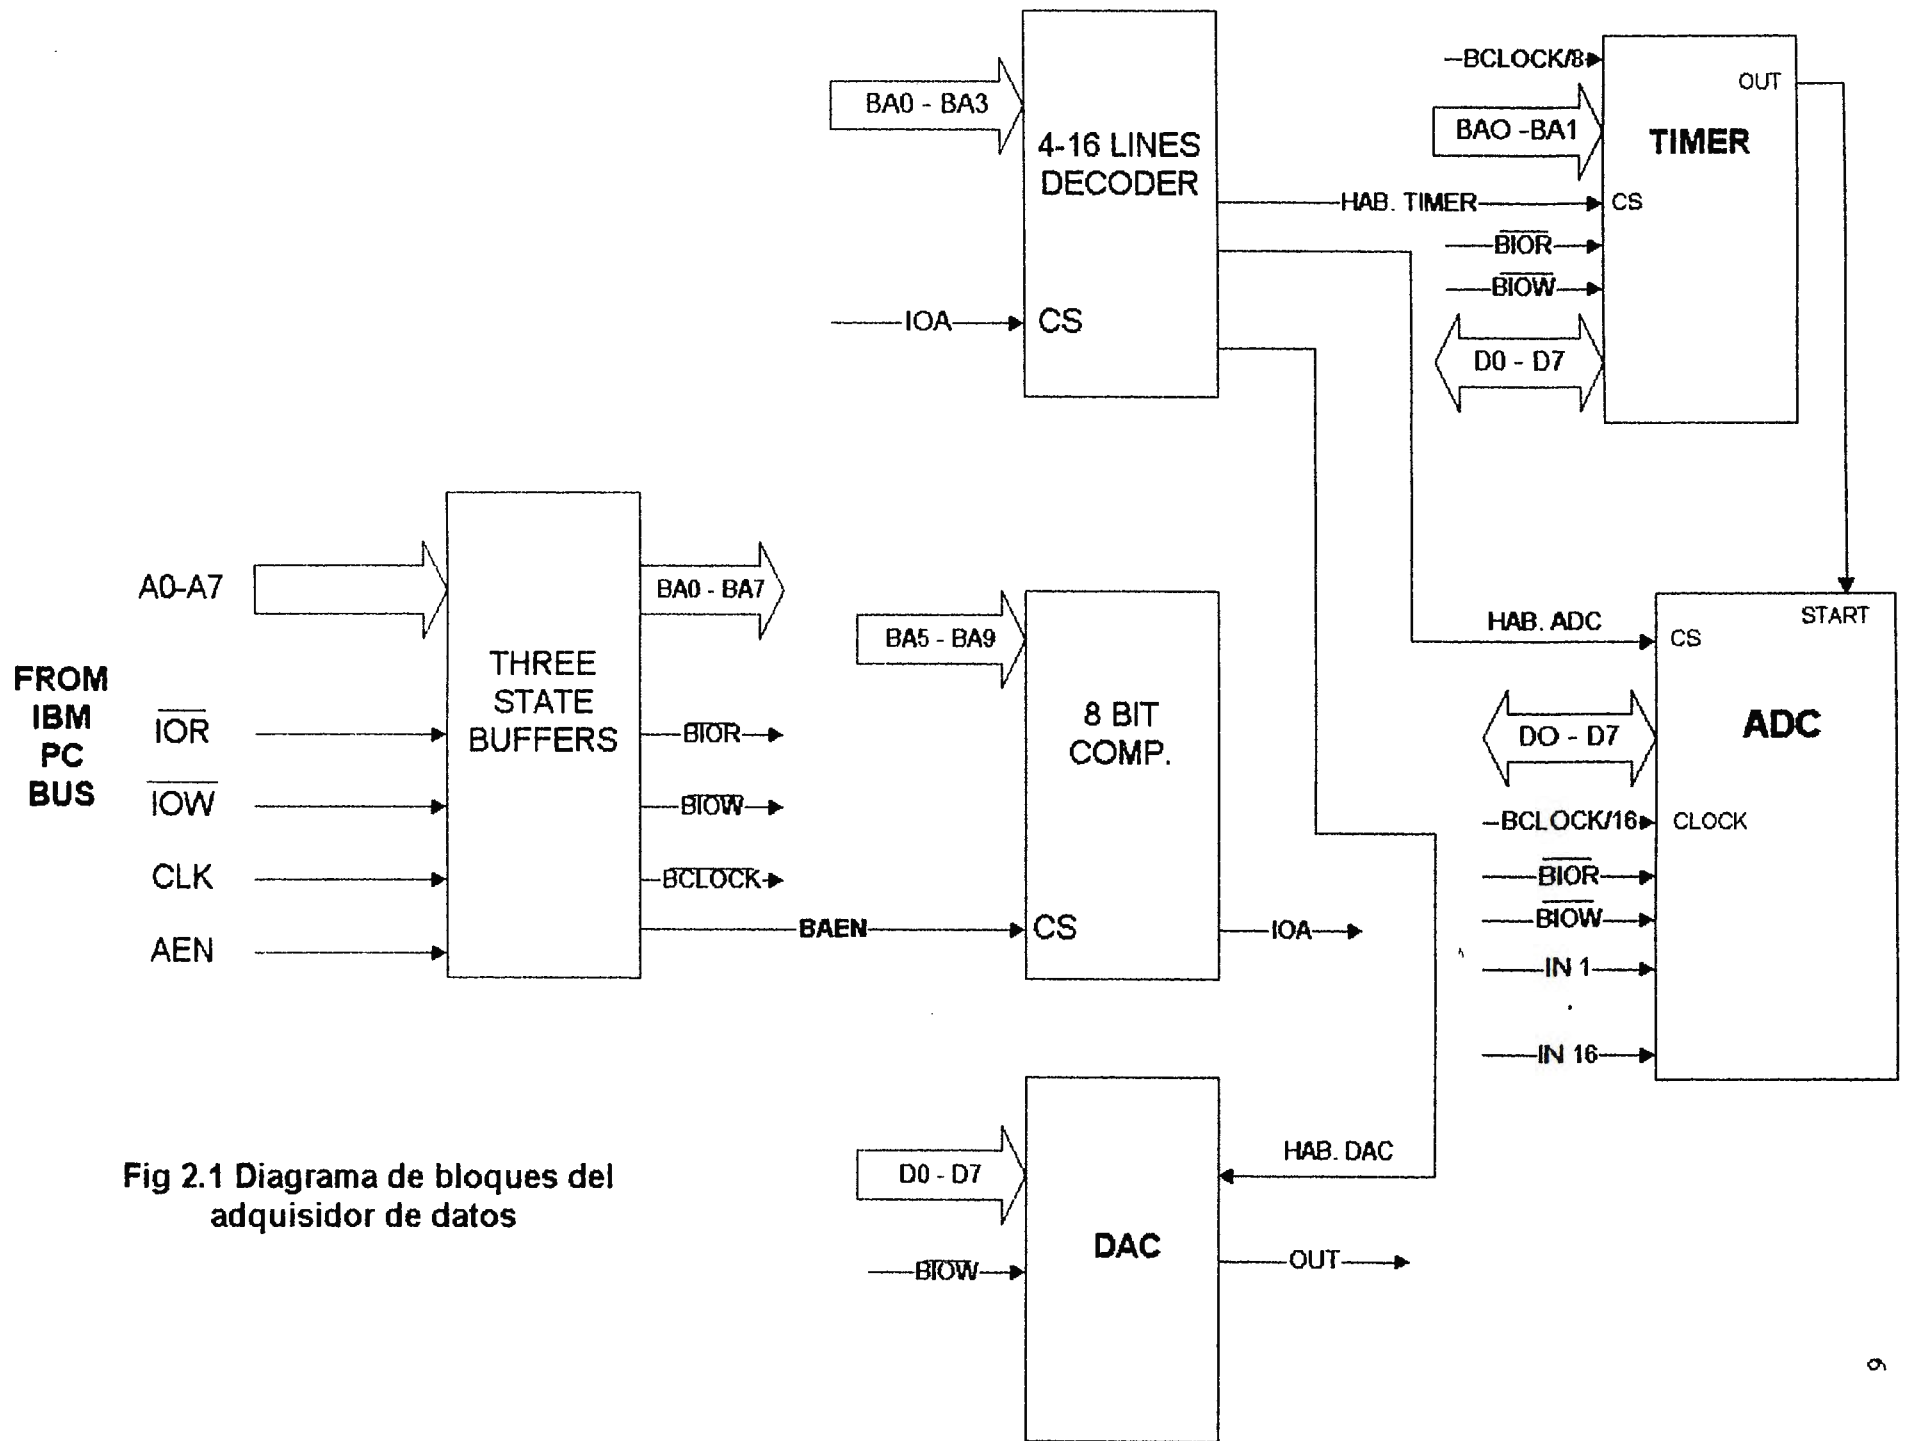 BA0 - BA3
4-16 LINES
DECODER
IOA
CS
BCLOCK/8
OUT
BAO -BA1
TIMER
HAB. TIMER
CS
BIOR
BIOW
D0 - D7
FROM
IBM
PC
BUS
A0-A7
IOR
IOW
CLK
AEN
THREE
STATE
BUFFERS
BA0 - BA7
BIOR
BIOW
BCLOCK
BAEN
BA5 - BA9
8 BIT
COMP.
CS
IOA
HAB. ADC
START
CS
ADC
DO - D7
BCLOCK/16
CLOCK
BIOR
BIOW
IN 1
IN 16
HAB. DAC
D0 - D7
DAC
BIOW
OUT
Fig 2.1 Diagrama de bloques del
adquisidor de datos
6